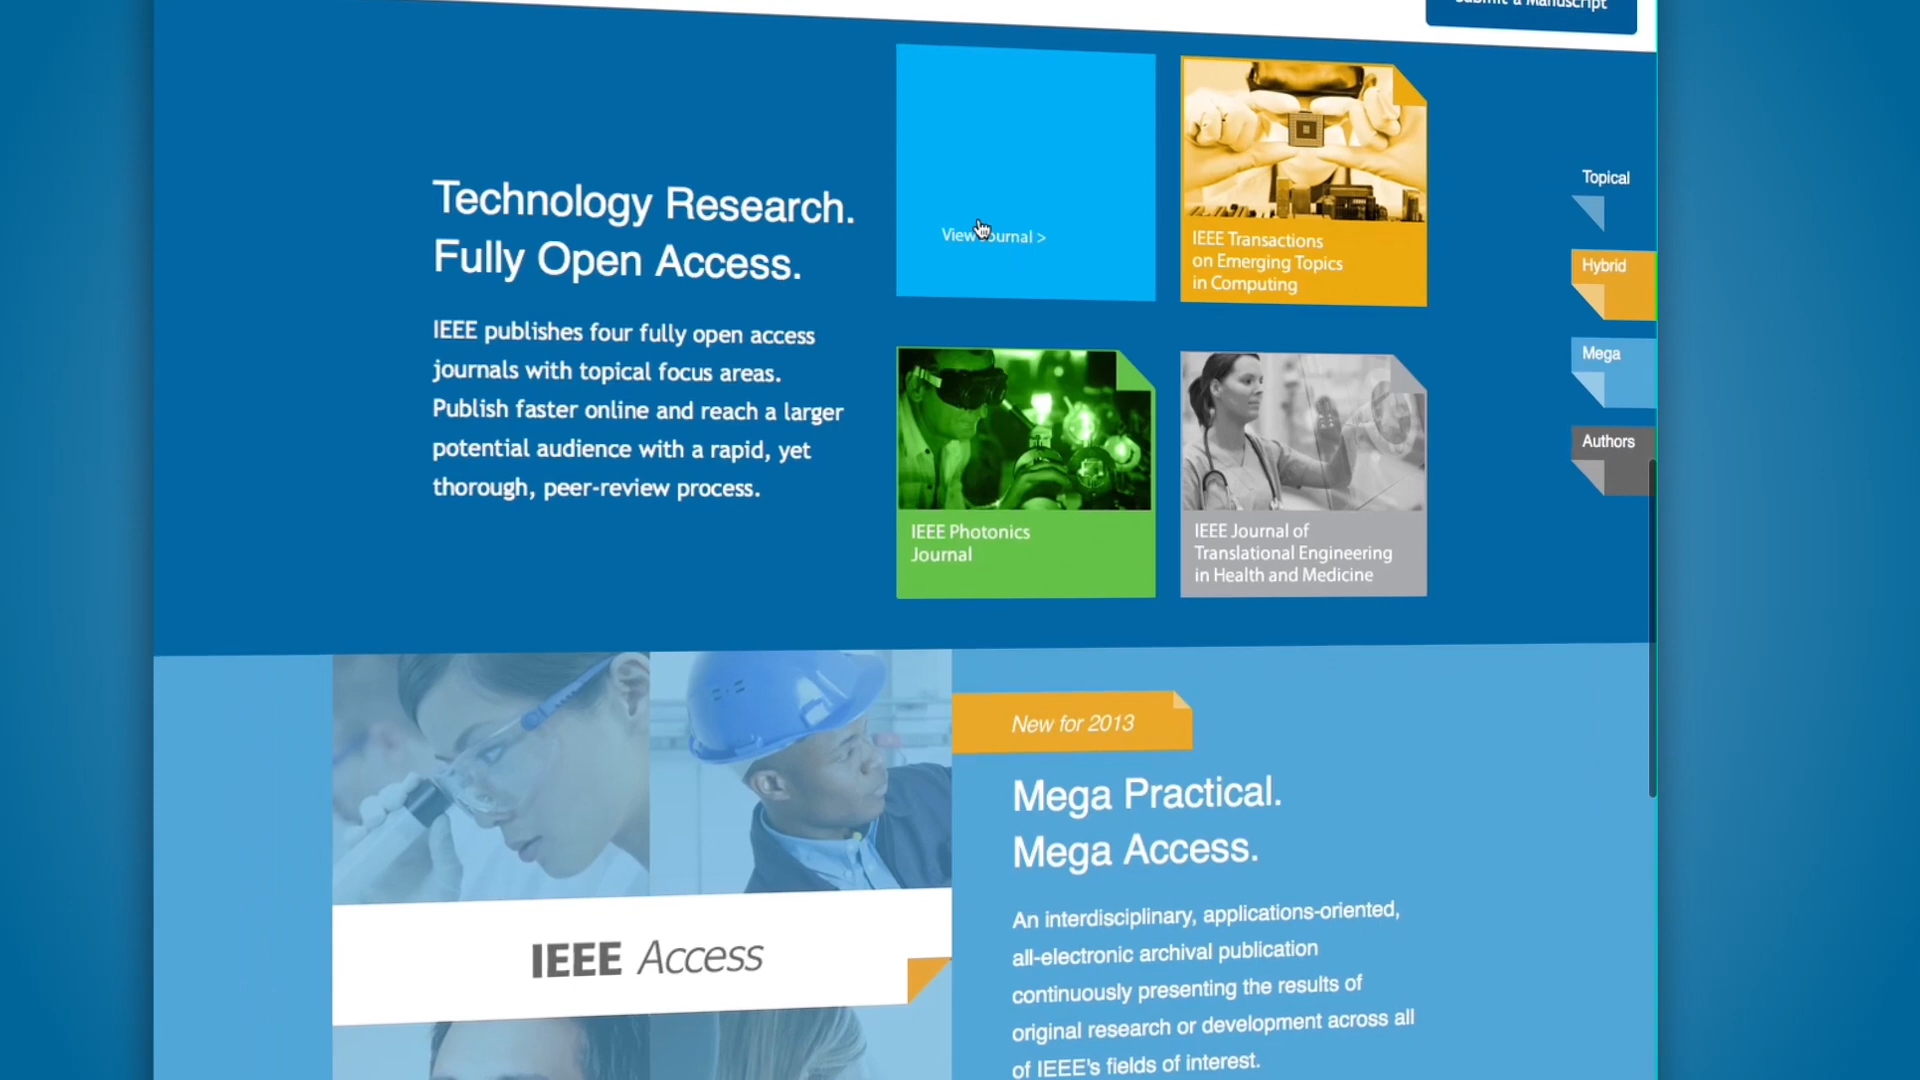 Submit a Manuscript
Technology Research.
Fully Open Access.
IEEE publishes four fully open access
journals with topical focus areas.
Publish faster online and reach a larger
potential audience with a rapid, yet
thorough, peer-review process.
View Journal >
IEEE Transactions
on Emerging Topics
in Computing
IEEE Photonics
Journal
IEEE Journal of
Translational Engineering
in Health and Medicine
Topical
Hybrid
Mega
Authors
New for 2013
Mega Practical.
Mega Access.
An interdisciplinary, applications-oriented,
all-electronic archival publication
continuously presenting the results of
original research or development across all
of IEEE's fields of interest.
IEEE Access